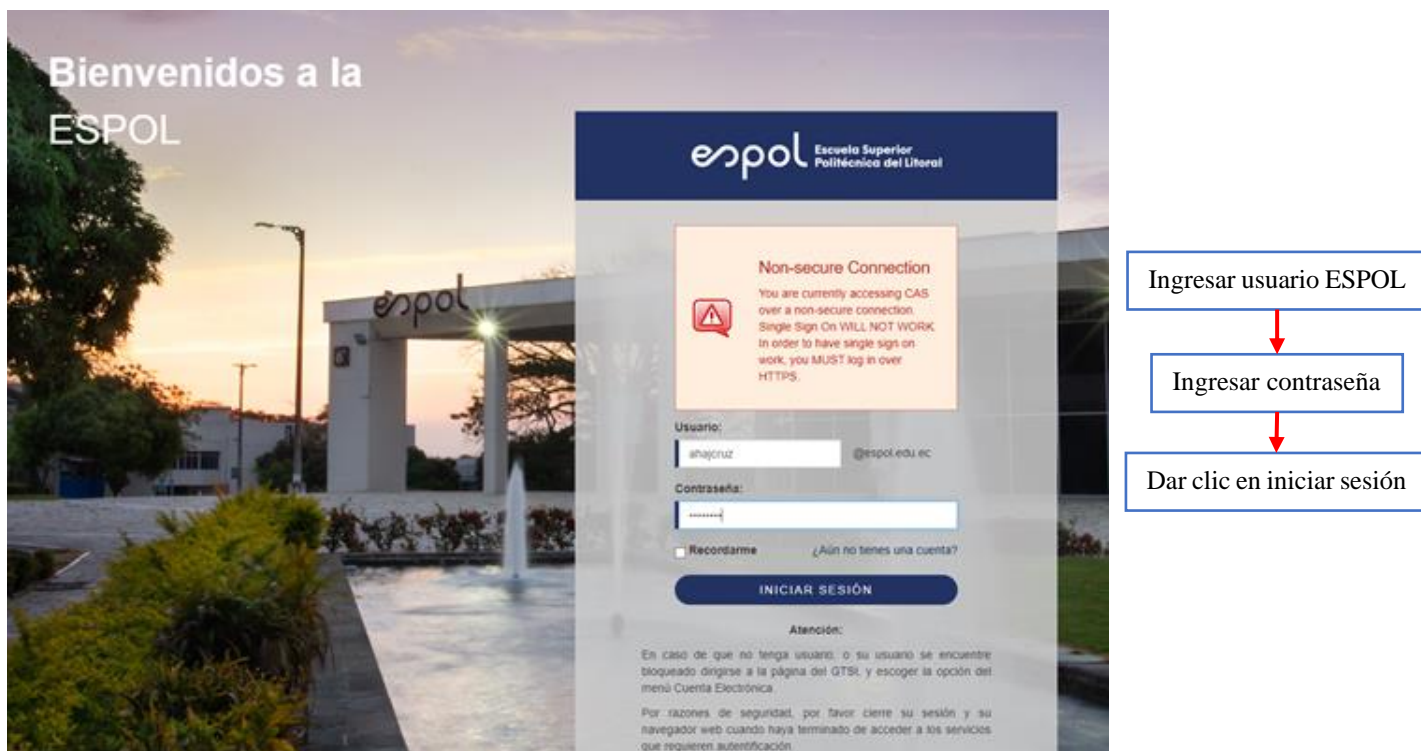 Bienvenidos a la
ESPOL
espol
espol Escuela Superior
Politécnica del Litoral
Non-secure Connection
You are currently accessing CAS
over a non-secure connection.
Single Sign On WILL NOT WORK.
In order to have single sign on
work, you MUST log in over
HTTPS.
Usuario:
ahajcruz @espol.edu.ec
Contraseña:
Recordarme ¿Aún no tienes una cuenta?
INICIAR SESIÓN
Atención:
En caso de que no tenga usuario, o su usuario se encuentre
bloqueado dirigirse a la página del GTSI, y escoger la opción del
menú Cuenta Electrónica
Por razones de seguridad, por favor cierre su sesión y su
navegador web cuando haya terminado de acceder a los servicios
que requieren autentificación.
Ingresar usuario ESPOL
Ingresar contraseña
Dar clic en iniciar sesión